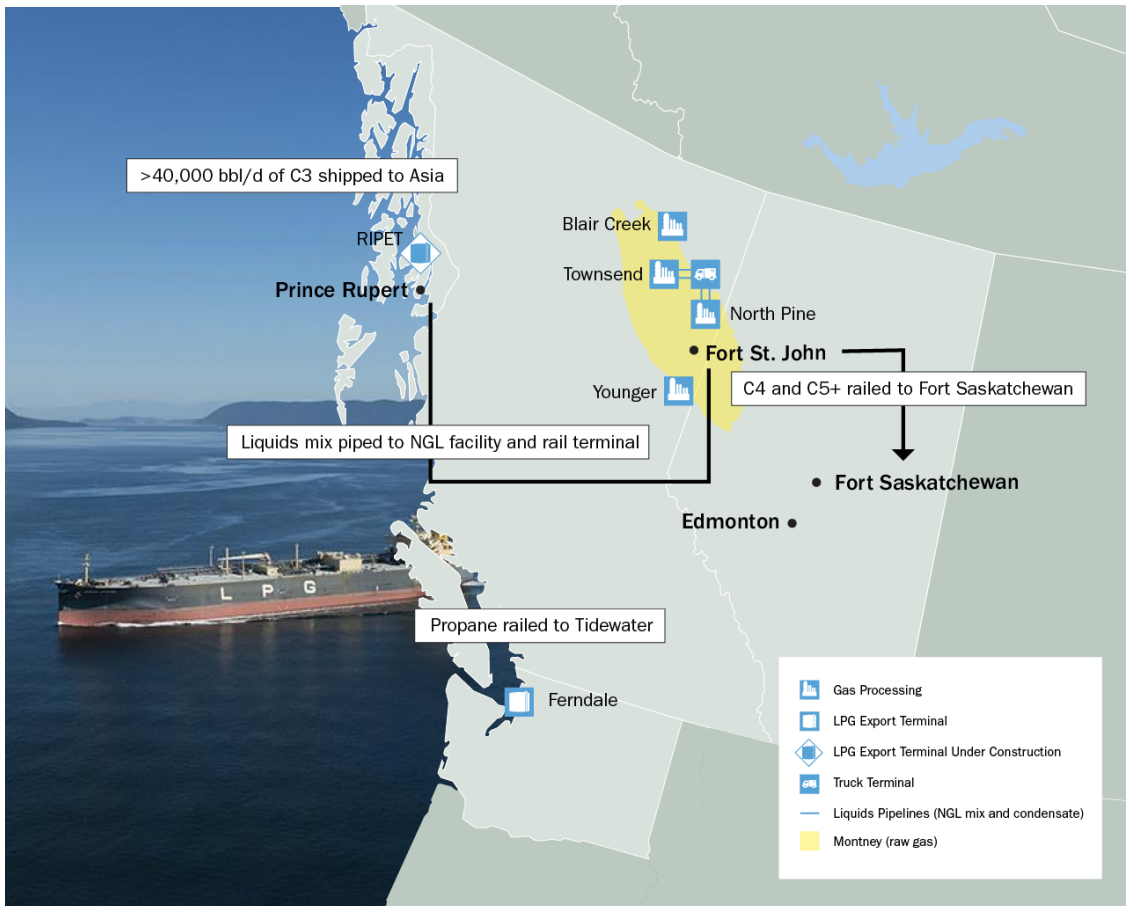 >40,000 bbl/d of C3 shipped to Asia
RIPET
Prince Rupert
Blair Creek
Townsend
North Pine
Fort St. John
Younger
C4 and C5+ railed to Fort Saskatchewan
Liquids mix piped to NGL facility and rail terminal
Fort Saskatchewan
Edmonton
L P G
Propane railed to Tidewater
Ferndale
Gas Processing
LPG Export Terminal
LPG Export Terminal Under Construction
Truck Terminal
Liquids Pipelines (NGL mix and condensate)
Montney (raw gas)